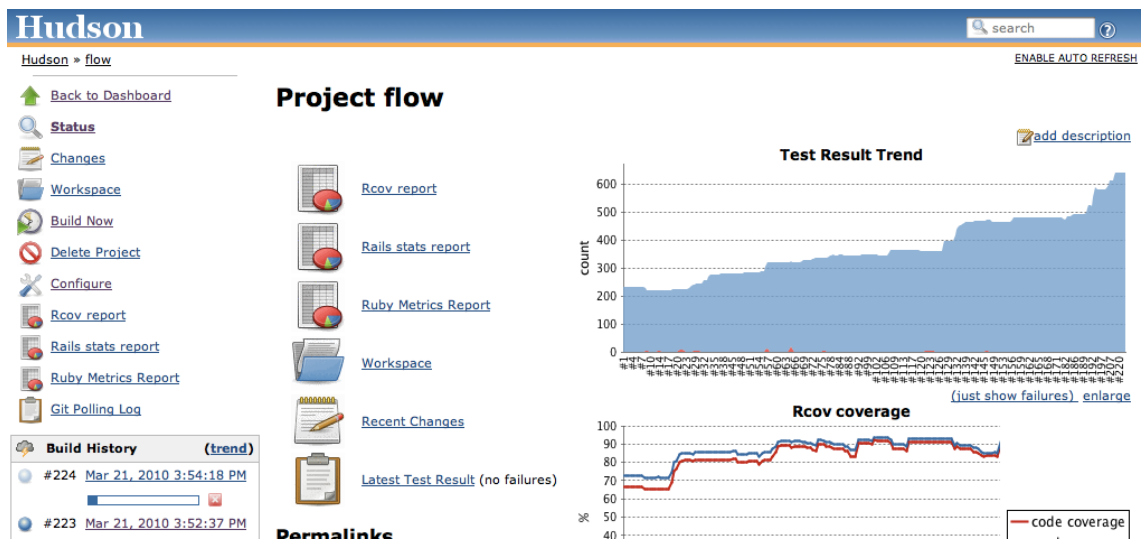 Hudson
search
?
Hudson » flow
ENABLE AUTO REFRESH
Back to Dashboard
Status
Changes
Workspace
Build Now
Delete Project
Configure
Rcov report
Rails stats report
Ruby Metrics Report
Git Polling Log
Build History (trend)
#224 Mar 21, 2010 3:54:18 PM
#223 Mar 21, 2010 3:52:37 PM
Project flow
add description
Rcov report
Rails stats report
Ruby Metrics Report
Workspace
Recent Changes
Latest Test Result (no failures)
Permalinks
Test Result Trend
count
600
500
400
300
200
100
0
(just show failures) enlarge
Rcov coverage
%
100
90
80
70
60
50
40
code coverage